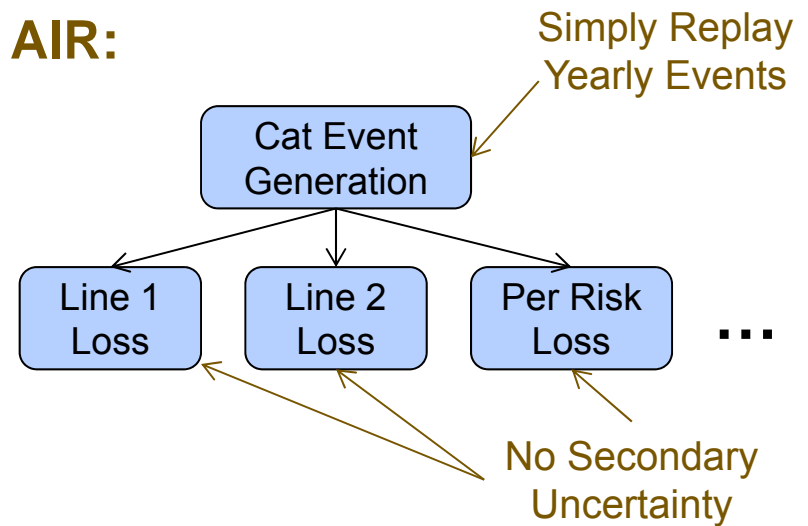 AIR:
Simply Replay
Yearly Events
Cat Event
Generation
Line 1
Loss
Line 2
Loss
Per Risk
Loss
...
No Secondary
Uncertainty